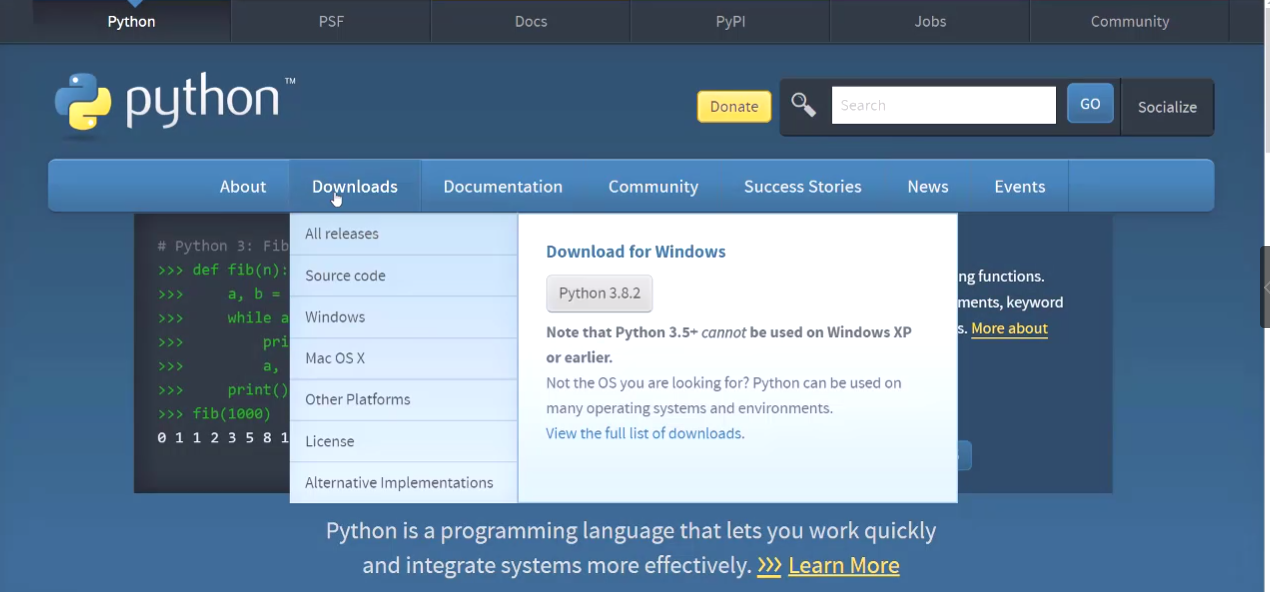 Python PSF Docs PyPI Jobs Community
python™
Donate Search GO Socialize
About Downloads Documentation Community Success Stories News Events
# Python 3: Fib
>>> def fib(n):
>>> a, b =
>>> while a
>>> pri
>>> a,
>>> print()
>>> fib(1000)
0 1 1 2 3 5 8 1
All releases
Source code
Windows
Mac OS X
Other Platforms
License
Alternative Implementations
Download for Windows
Python 3.8.2
Note that Python 3.5+ cannot be used on Windows XP
or earlier.
Not the OS you are looking for? Python can be used on
many operating systems and environments.
View the full list of downloads.
ng functions.
ments, keyword
s. More about
Python is a programming language that lets you work quickly
and integrate systems more effectively. >>> Learn More